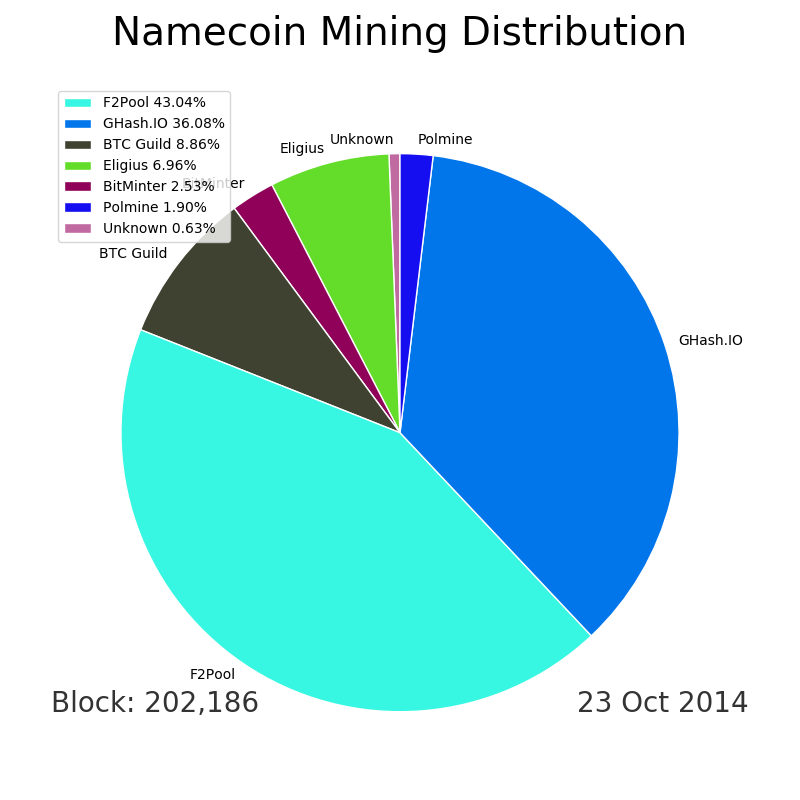 Namecoin Mining Distribution
F2Pool 43.04%
GHash.IO 36.08%
BTC Guild 8.86%
Eligius 6.96%
BitMinter 2.53%
Polmine 1.90%
Unknown 0.63%
Unknown
Polmine
Eligius
BitMinter
BTC Guild
GHash.IO
F2Pool
Block: 202,186
23 Oct 2014